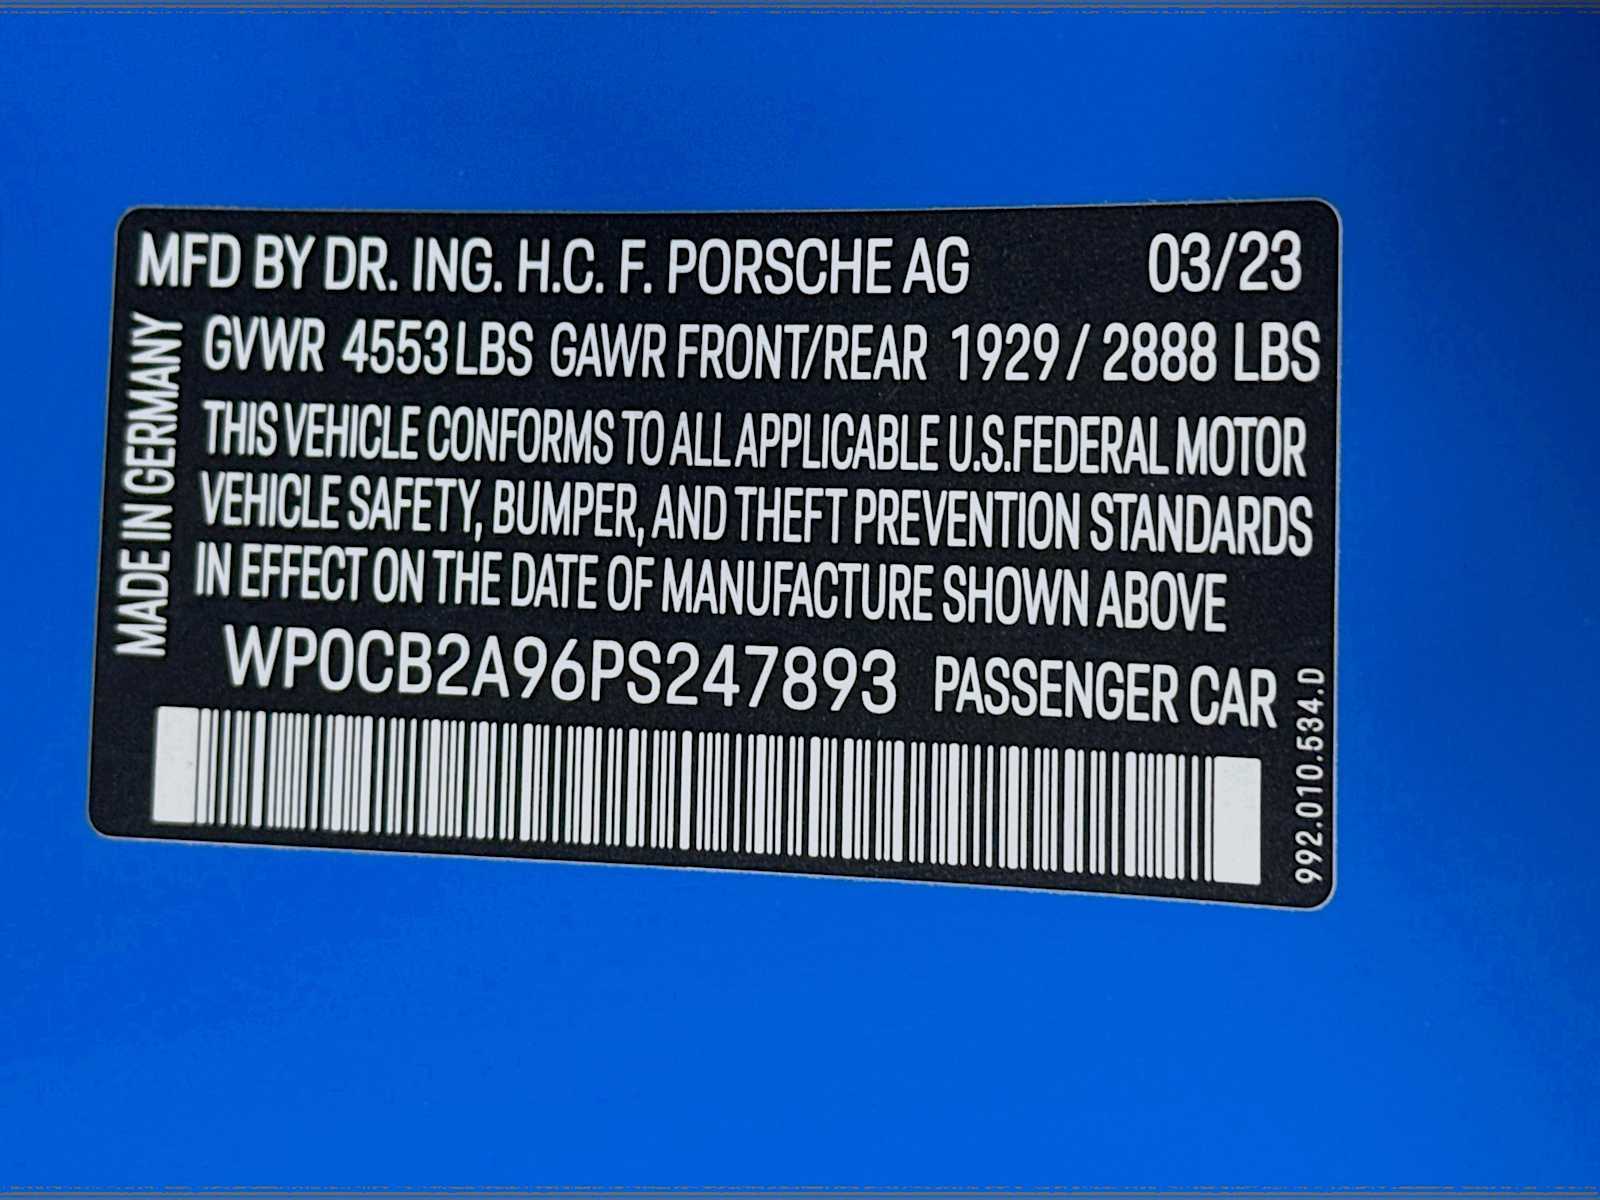 MFD BY DR. ING. H.C. F. PORSCHE AG 03/23
GVWR 4553 LBS GAWR FRONT/REAR 1929 / 2888 LBS
THIS VEHICLE CONFORMS TO ALL APPLICABLE U.S.FEDERAL MOTOR
VEHICLE SAFETY, BUMPER, AND THEFT PREVENTION STANDARDS
IN EFFECT ON THE DATE OF MANUFACTURE SHOWN ABOVE
WP0CB2A96PS247893 PASSENGER CAR
MADE IN GERMANY
992.010.534.D